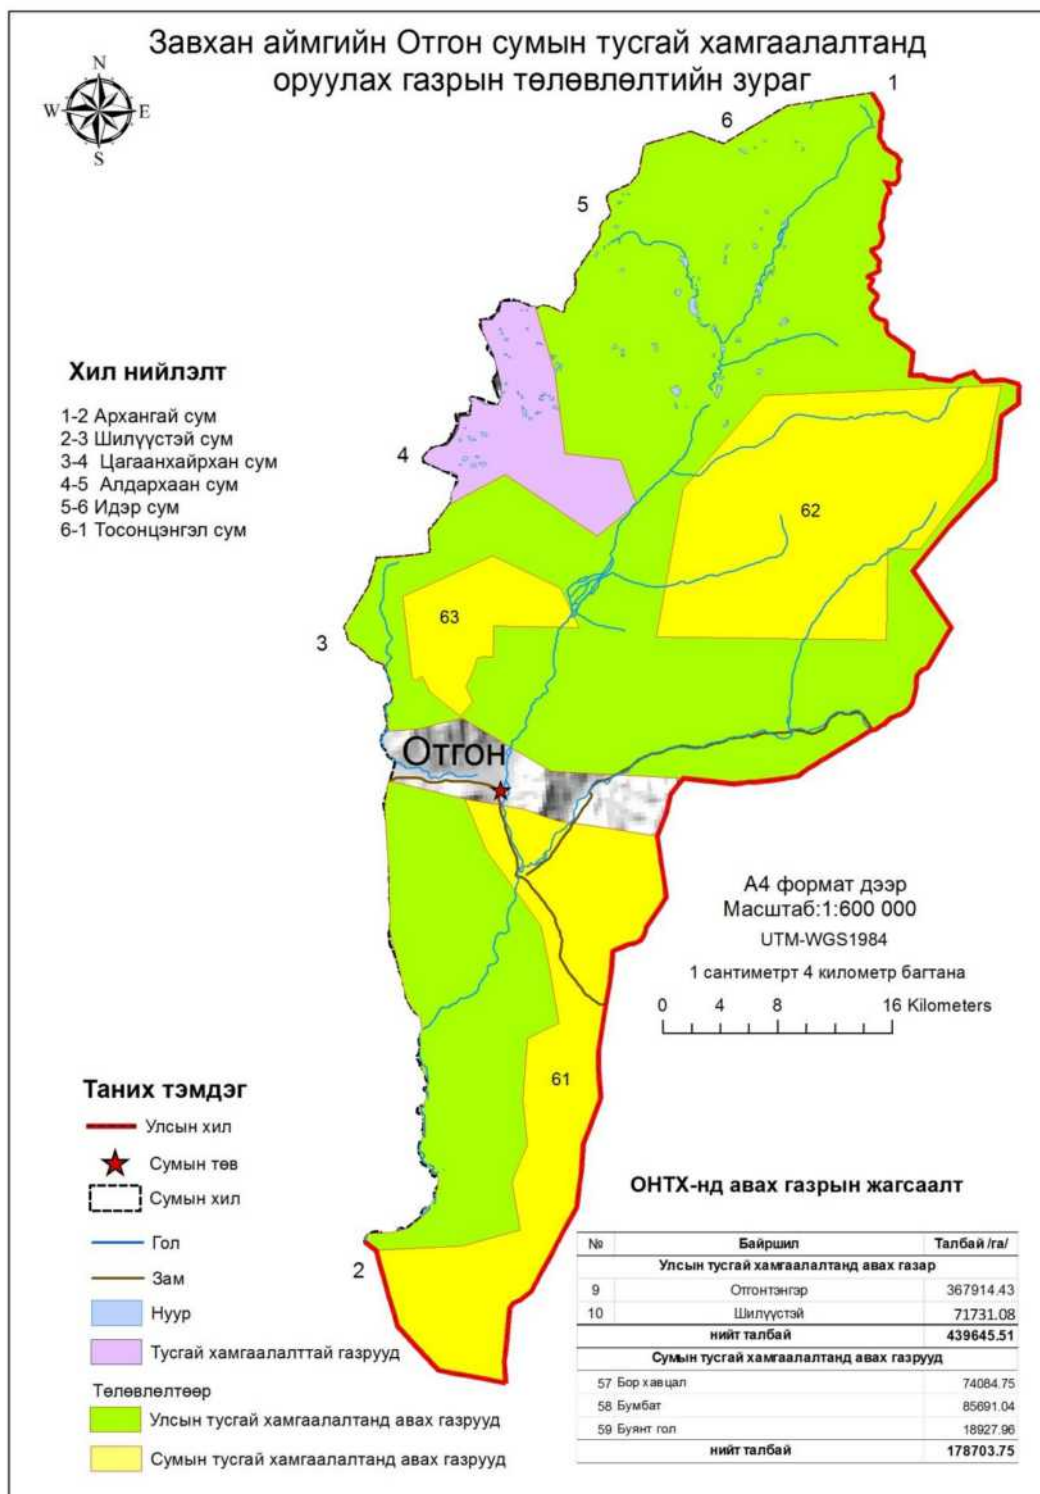 Завхан аймгийн Отгон сумын тусгай хамгаалалтанд
оруулах газрын төлөвлөлтийн зураг
N
W
E
S
1
6
5
4
3
2
62
63
61
Отгон
Хил нийлэлт
1-2 Архангай сум
2-3 Шилүүстэй сум
3-4 Цагаанхайрхан сум
4-5 Алдархаан сум
5-6 Идэр сум
6-1 Тосонцэнгэл сум
А4 формат дээр
Масштаб:1:600 000
UTM-WGS1984
1 сантиметрт 4 километр багтана
0 4 8 16 Kilometers
Таних тэмдэг
Улсын хил
Сумын төв
Сумын хил
Гол
Зам
Нуур
Тусгай хамгаалалттай газрууд
Төлөвлөлтөөр
Улсын тусгай хамгаалалтанд авах газрууд
Сумын тусгай хамгаалалтанд авах газрууд
ОНТХ-нд авах газрын жагсаалт
№ Байршил Талбай /га/
Улсын тусгай хамгаалалтанд авах газар
9 Отгонтэнгэр 367914.43
10 Шилүүстэй 71731.08
нийт талбай 439645.51
Сумын тусгай хамгаалалтанд авах газрууд
57 Бор хавцал 74084.75
58 Бумбат 85691.04
59 Буянт гол 18927.96
нийт талбай 178703.75